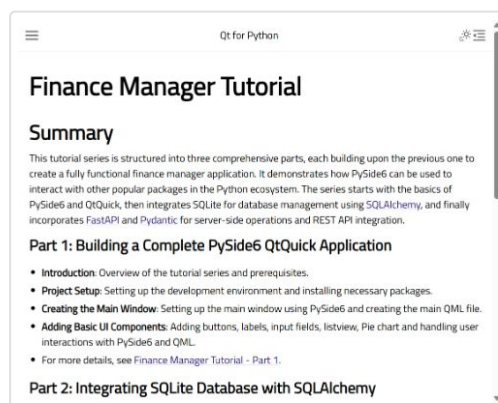 Qt for Python
Finance Manager Tutorial
Summary
This tutorial series is structured into three comprehensive parts, each building upon the previous one to
create a fully functional finance manager application. It demonstrates how PySide6 can be used to
interact with other popular packages in the Python ecosystem. The series starts with the basics of
PySide6 and QtQuick, then integrates SQLite for database management using SQLAlchemy, and finally
incorporates FastAPI and Pydantic for server-side operations and REST API integration.
Part 1: Building a Complete PySide6 QtQuick Application
• Introduction: Overview of the tutorial series and prerequisites.
• Project Setup: Setting up the development environment and installing necessary packages.
• Creating the Main Window: Setting up the main window using PySide6 and creating the main QML file.
• Adding Basic UI Components: Adding buttons, labels, input fields, listview, Pie chart and handling user
interactions with PySide6 and QML.
• For more details, see Finance Manager Tutorial - Part 1.
Part 2: Integrating SQLite Database with SQLAlchemy